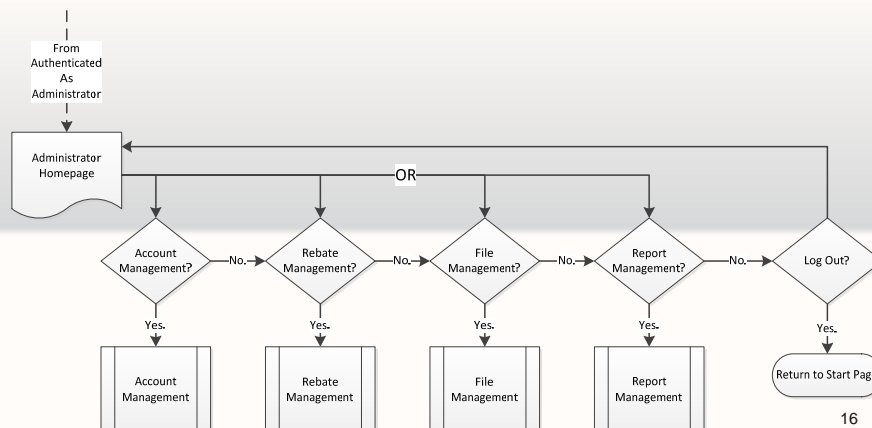 From
Authenticated
As
Administrator
Administrator
Homepage
OR
Account
Management?
No.
Rebate
Management?
No.
File
Management?
No.
Report
Management?
No.
Log Out?
Yes.
Yes.
Yes.
Yes.
Yes.
Account
Management
Rebate
Management
File
Management
Report
Management
Return to Start Pag
16